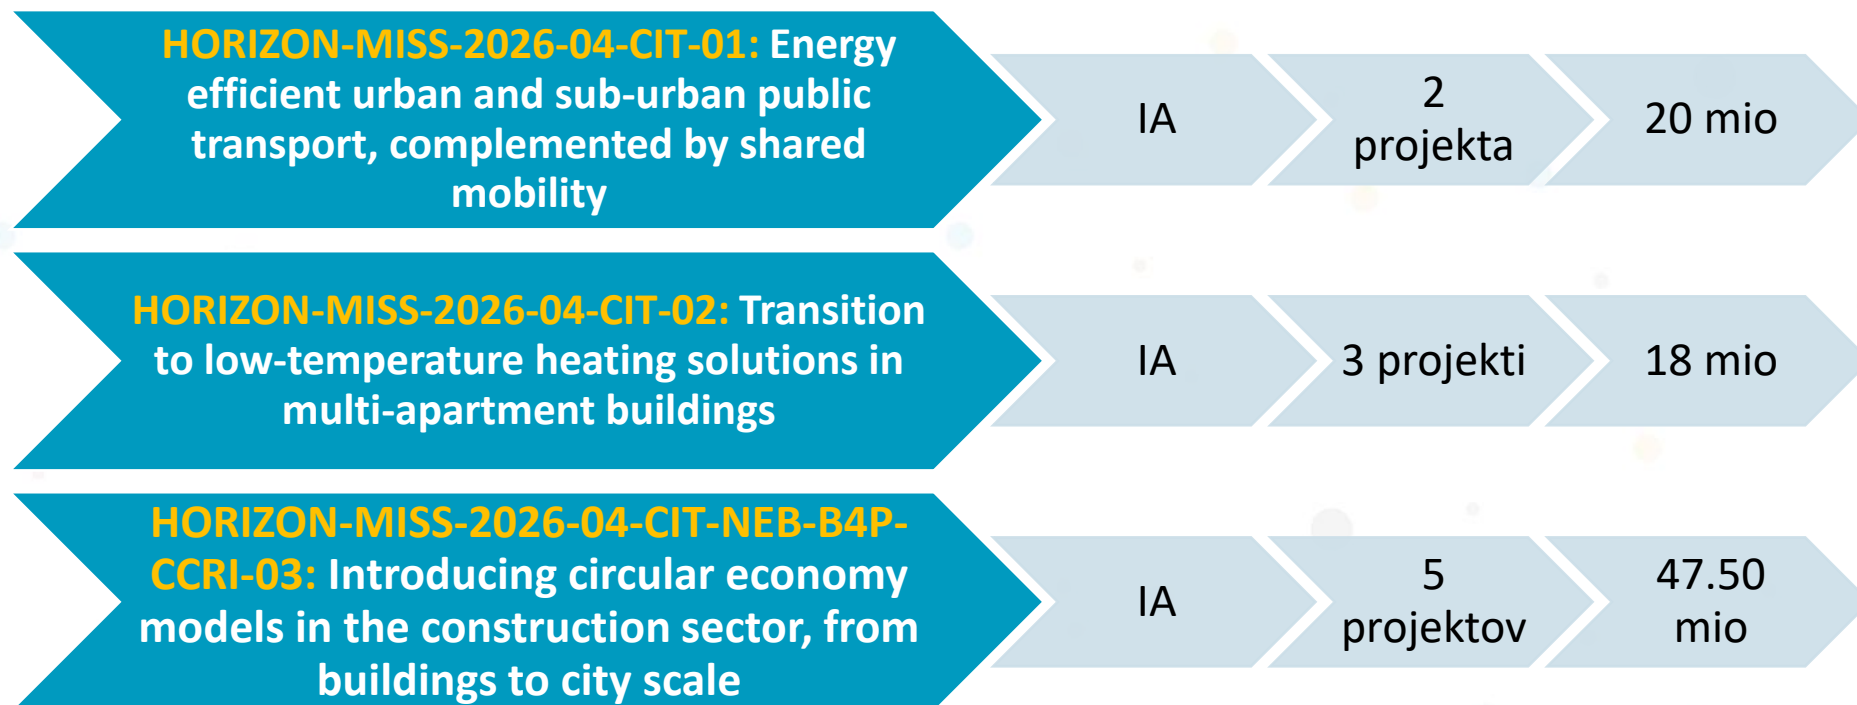 HORIZON-MISS-2026-04-CIT-01: Energy
efficient urban and sub-urban public
transport, complemented by shared
mobility
IA
2
projekta
20 mio
HORIZON-MISS-2026-04-CIT-02: Transition
to low-temperature heating solutions in
multi-apartment buildings
IA
3 projekti
18 mio
HORIZON-MISS-2026-04-CIT-NEB-B4P-
CCRI-03: Introducing circular economy
models in the construction sector, from
buildings to city scale
IA
5
projektov
47.50
mio